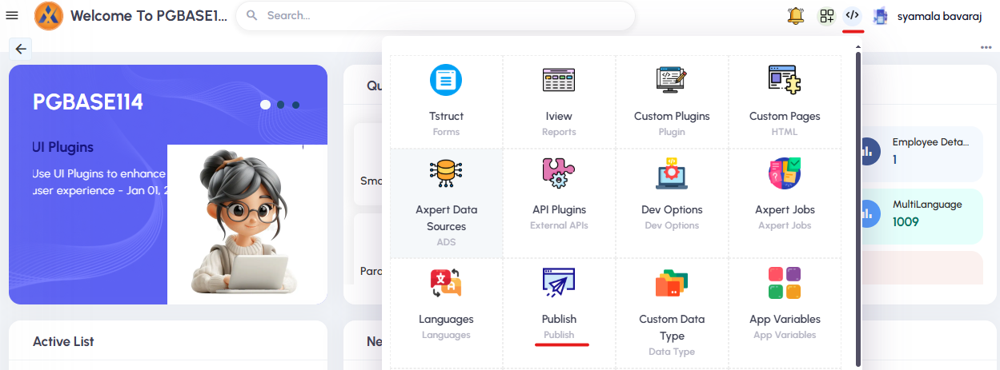 Welcome To PGBASE1...
Search...
</>
syamala bavaraj
PGBASE114
UI Plugins
Use UI Plugins to enhance
user experience - Jan 01, 2
Active List
Qu
Smo
Para
Ne
Tstruct
Forms
Iview
Reports
Custom Plugins
Plugin
Custom Pages
HTML
Axpert Data
Sources
ADS
API Plugins
External APIs
Dev Options
Dev Options
Axpert Jobs
Axpert Jobs
Languages
Languages
Publish
Publish
Custom Data
Type
Data Type
App Variables
App Variables
Employee Deta...
1
MultiLanguage
1009